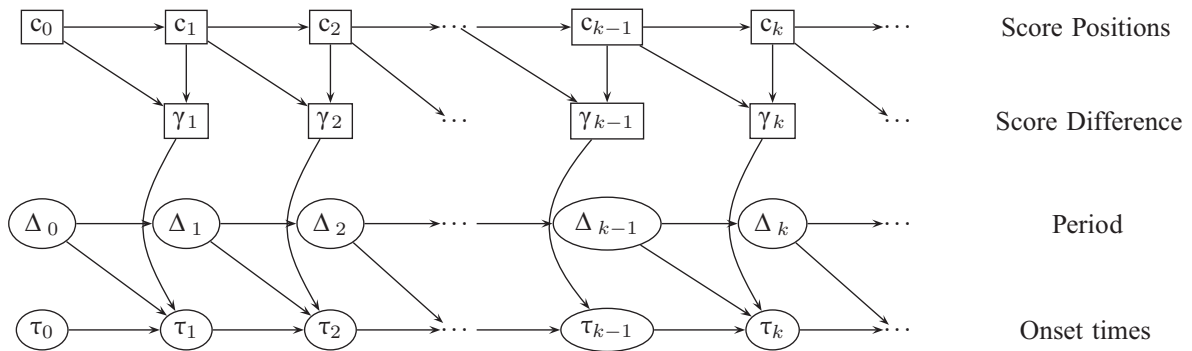 c₀ c₁ c₂ ... cₖ₋₁ cₖ ... Score Positions
γ₁ γ₂ ... γₖ₋₁ γₖ ... Score Difference
Δ₀ Δ₁ Δ₂ ... Δₖ₋₁ Δₖ ... Period
τ₀ τ₁ τ₂ ... τₖ₋₁ τₖ ... Onset times